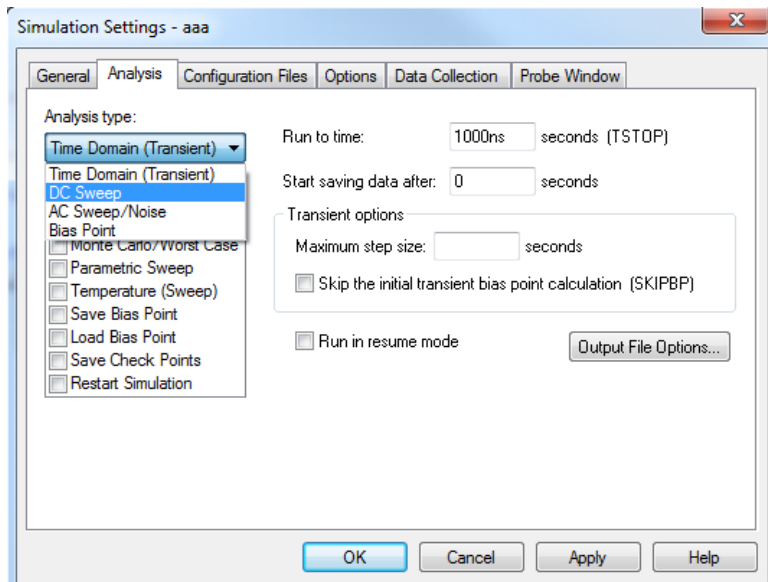 Simulation Settings - aaa
General Analysis Configuration Files Options Data Collection Probe Window
Analysis type:
Time Domain (Transient)
Time Domain (Transient)
DC Sweep
AC Sweep/Noise
Bias Point
Monte Carlo/Worst Case
Parametric Sweep
Temperature (Sweep)
Save Bias Point
Load Bias Point
Save Check Points
Restart Simulation
Run to time: 1000ns seconds (TSTOP)
Start saving data after: 0 seconds
Transient options
Maximum step size: seconds
Skip the initial transient bias point calculation (SKIPBP)
Run in resume mode
Output File Options...
OK Cancel Apply Help